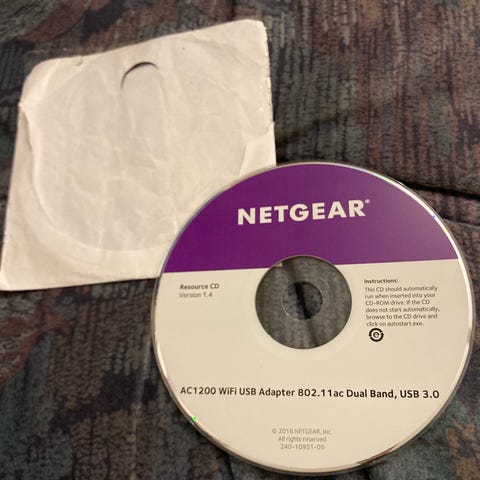 NETGEAR®
Resource CD
Version 1.4
Instructions:
This CD should automatically
run when inserted into your
CD-ROM drive. If the CD
does not start automatically,
browse to the CD drive and
click on autostart.exe.
AC1200 WiFi USB Adapter 802.11ac Dual Band, USB 3.0
© 2016 NETGEAR, Inc.
All rights reserved
240-10951-05